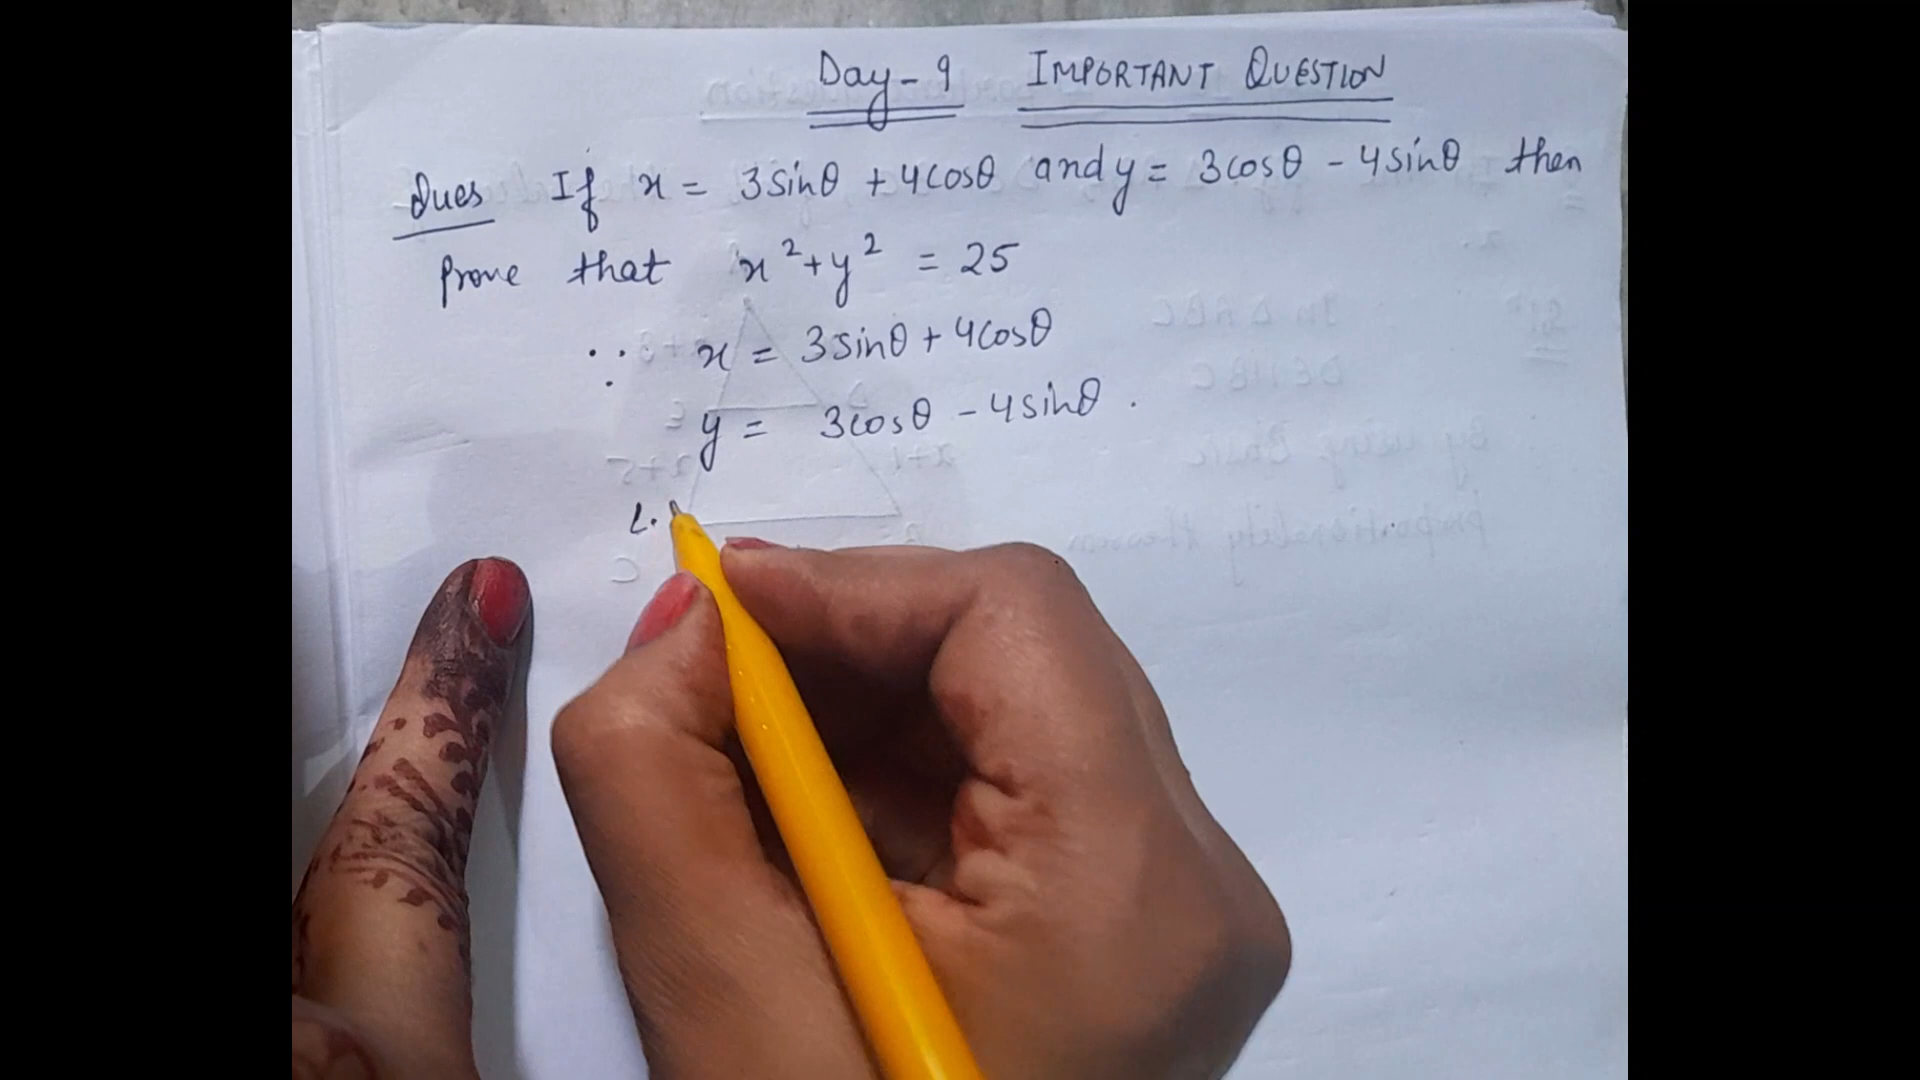 Day-9 IMPORTANT QUESTION
Ques If x = 3sinθ + 4cosθ and y = 3cosθ - 4sinθ then
prove that x² + y² = 25
∵ x = 3sinθ + 4cosθ
y = 3cosθ - 4sinθ .
L.